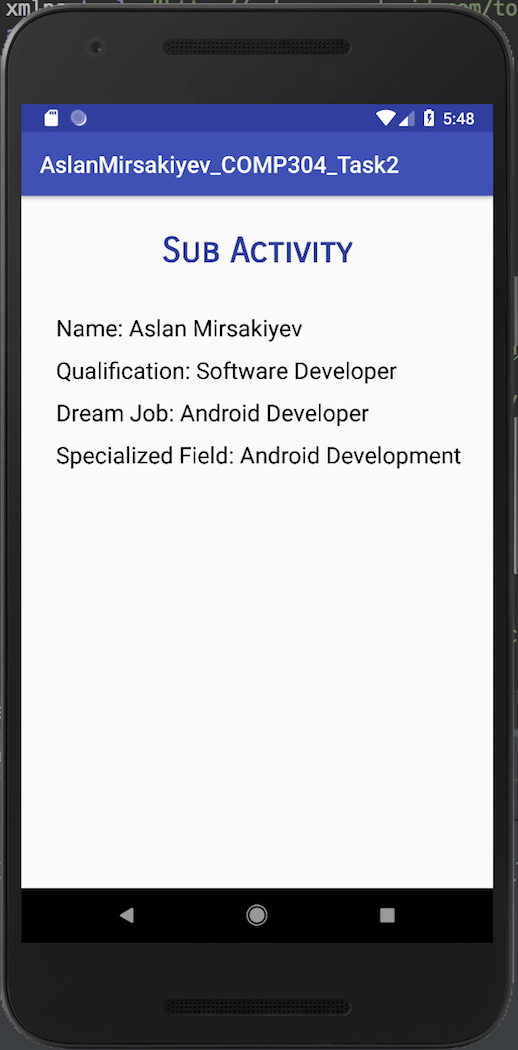 5:48
AslanMirsakiyev_COMP304_Task2
Sub Activity
Name: Aslan Mirsakiyev
Qualification: Software Developer
Dream Job: Android Developer
Specialized Field: Android Development